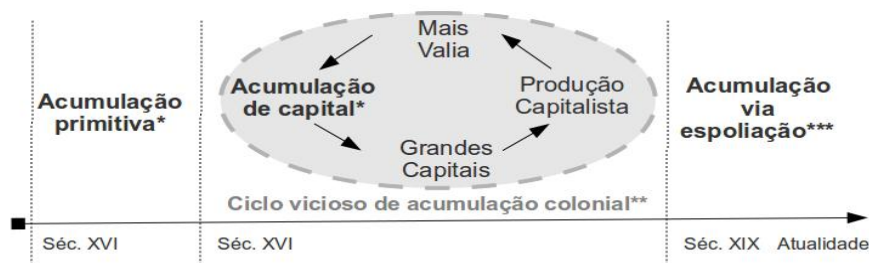 Acumulação
primitiva*
Mais
Valia
Acumulação
de capital*
Produção
Capitalista
Grandes
Capitais
Acumulação
via
espoliação***
Ciclo vicioso de acumulação colonial**
Séc. XVI
Séc. XVI
Séc. XIX Atualidade